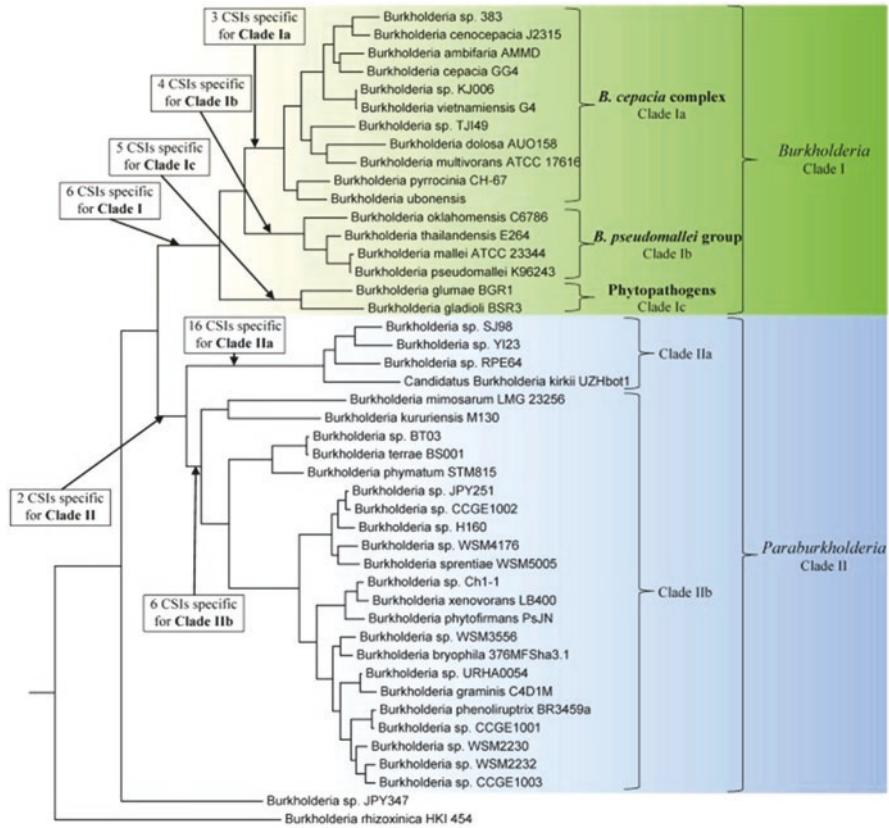 3 CSIs specific
for Clade Ia
4 CSIs specific
for Clade Ib
5 CSIs specific
for Clade Ic
6 CSIs specific
for Clade I
16 CSIs specific
for Clade IIa
2 CSIs specific
for Clade II
6 CSIs specific
for Clade IIb
Burkholderia sp. 383
Burkholderia cenocepacia J2315
Burkholderia ambifaria AMMD
Burkholderia cepacia GG4
Burkholderia sp. KJ006
Burkholderia vietnamiensis G4
Burkholderia sp. TJI49
Burkholderia dolosa AUO158
Burkholderia multivorans ATCC 17616
Burkholderia pyrrocinia CH-67
Burkholderia ubonensis
Burkholderia oklahomensis C6786
Burkholderia thailandensis E264
Burkholderia mallei ATCC 23344
Burkholderia pseudomallei K96243
Burkholderia glumae BGR1
Burkholderia gladioli BSR3
Burkholderia sp. SJ98
Burkholderia sp. YI23
Burkholderia sp. RPE64
Candidatus Burkholderia kirkii UZHbot1
Burkholderia mimosarum LMG 23256
Burkholderia kururiensis M130
Burkholderia sp. BT03
Burkholderia terrae BS001
Burkholderia phymatum STM815
Burkholderia sp. JPY251
Burkholderia sp. CCGE1002
Burkholderia sp. H160
Burkholderia sp. WSM4176
Burkholderia sprentiae WSM5005
Burkholderia sp. Ch1-1
Burkholderia xenovorans LB400
Burkholderia phytofirmans PsJN
Burkholderia sp. WSM3556
Burkholderia bryophila 376MFSha3.1
Burkholderia sp. URHA0054
Burkholderia graminis C4D1M
Burkholderia phenoliruptrix BR3459a
Burkholderia sp. CCGE1001
Burkholderia sp. WSM2230
Burkholderia sp. WSM2232
Burkholderia sp. CCGE1003
Burkholderia sp. JPY347
Burkholderia rhizoxinica HKI 454
B. cepacia complex
Clade Ia
B. pseudomallei group
Clade Ib
Phytopathogens
Clade Ic
Clade IIa
Clade IIb
Burkholderia
Clade I
Paraburkholderia
Clade II